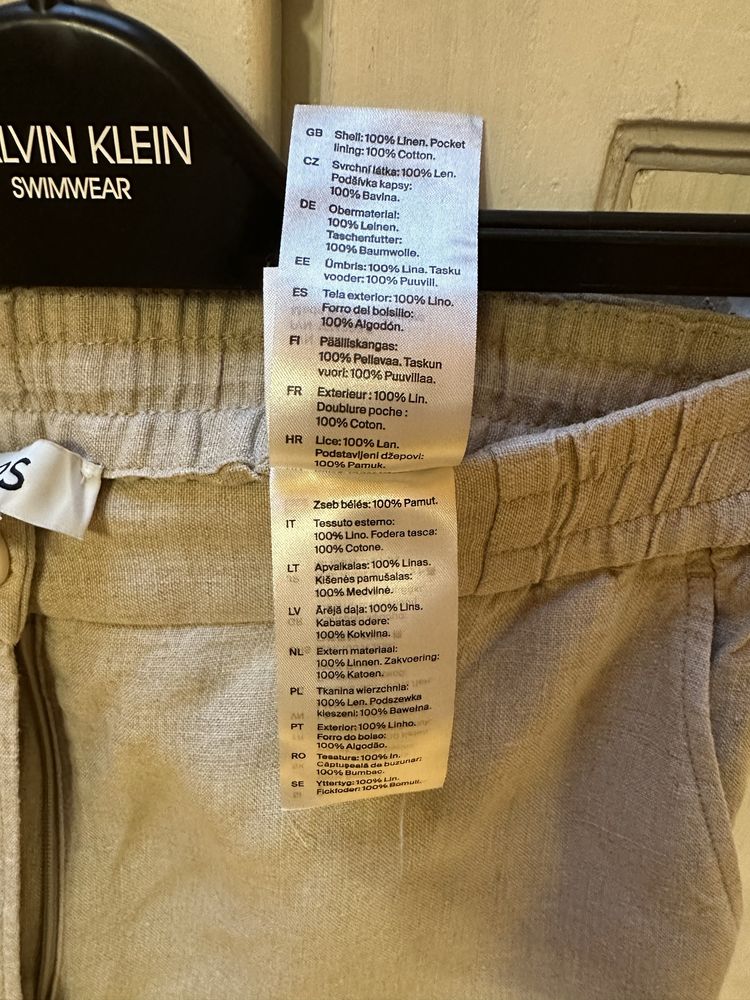 LVIN KLEIN
SWIMWEAR
GB Shell: 100% Linen. Pocket
lining: 100% Cotton.
CZ Svrchní látka: 100% Len.
Podšívka kapsy:
100% Bavlna.
DE Obermaterial:
100% Leinen.
Taschenfutter:
100% Baumwolle.
EE Ümbris: 100% Lina. Tasku
vooder: 100% Puuvill.
ES Tela exterior: 100% Lino.
Forro del bolsillo:
100% Algodón.
FI Päälliskangas:
100% Pellavaa. Taskun
vuori: 100% Puuvillaa.
FR Exterieur : 100% Lin.
Doublure poche :
100% Coton.
HR Lice: 100% Lan.
Podstavljeni džepovi:
100% Pamuk.
Zseb bélés: 100% Pamut.
IT Tessuto esterno:
100% Lino. Fodera tasca:
100% Cotone.
LT Apvalkalas: 100% Linas.
Kišenės pamušalas:
100% Medvilnė.
LV Ārējā daļa: 100% Lins.
Kabatas odere:
100% Kokvilna.
NL Extern materiaal:
100% Linnen. Zakvoering:
100% Katoen.
PL Tkanina wierzchnia:
100% Len. Podszewka
kieszeni: 100% Bawełna.
PT Exterior: 100% Linho.
Forro do bolso:
100% Algodão.
RO Tesatura: 100% In.
Căptuşeală de buzunar:
100% Bumbac.
SE Yttertyg: 100% Lin.
Fickfoder: 100% Bomull.